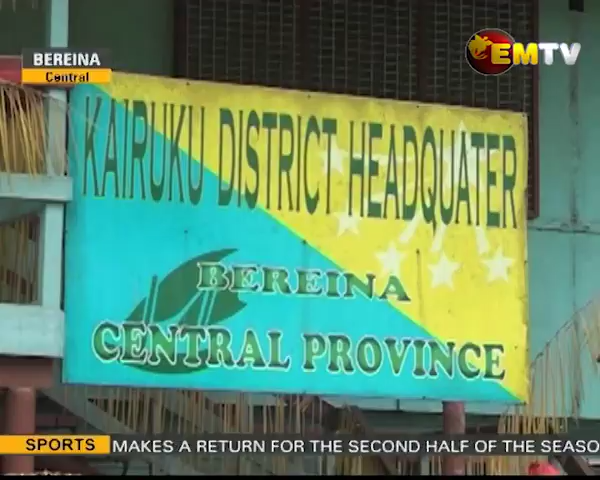 BEREINA
Central
EMTV
KAIRUKU DISTRICT HEADQUATER
BEREINA
CENTRAL PROVINCE
SPORTS MAKES A RETURN FOR THE SECOND HALF OF THE SEASO